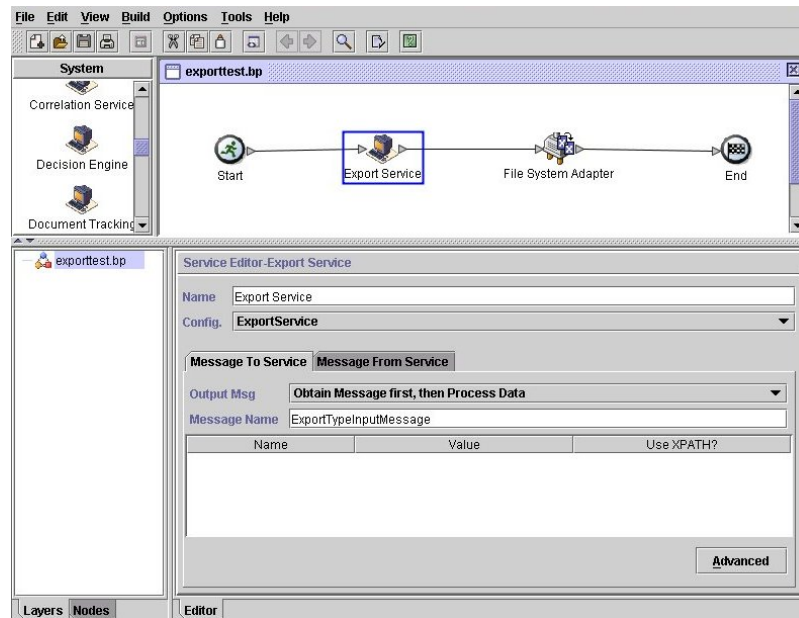 File Edit View Build Options Tools Help
System
exporttest.bp
Correlation Service
Decision Engine
Document Tracking
Start
Export Service
File System Adapter
End
exporttest.bp
Service Editor-Export Service
Name Export Service
Config. ExportService
Message To Service Message From Service
Output Msg Obtain Message first, then Process Data
Message Name ExportTypeInputMessage
Name Value Use XPATH?
Advanced
Layers Nodes Editor